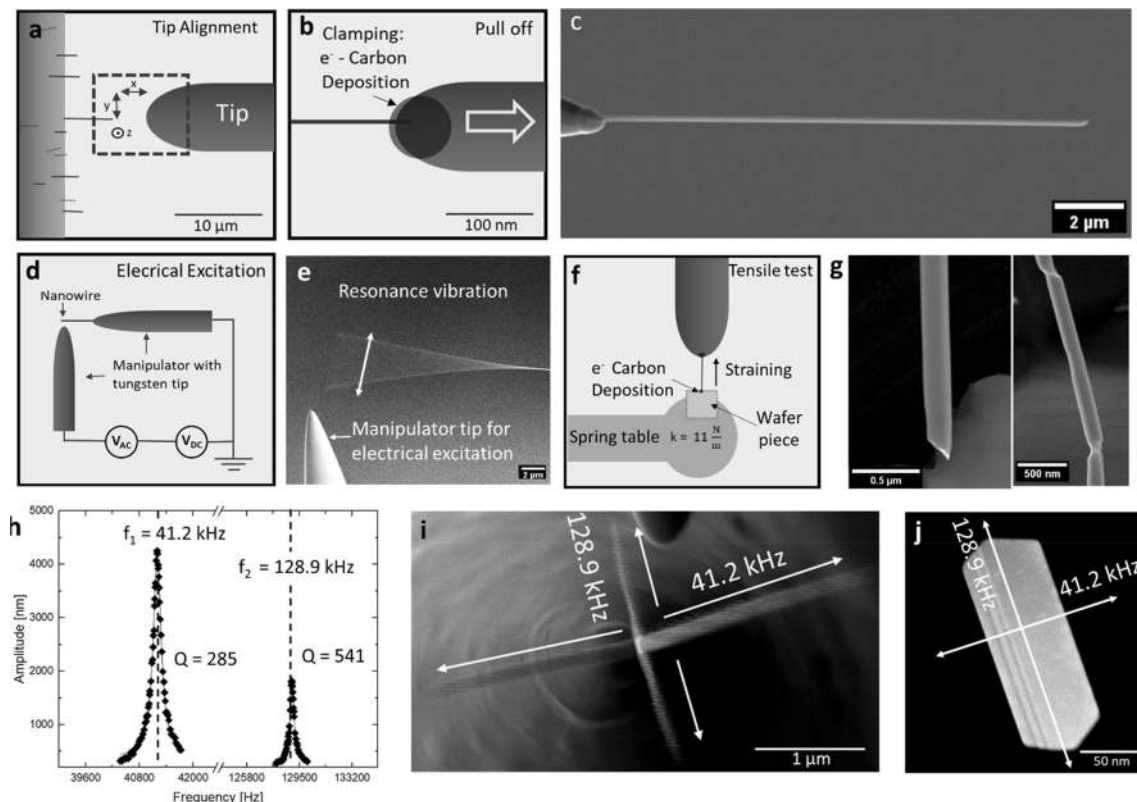 a
Tip Alignment
x
y
z
Tip
10 µm
b
Pull off
Clamping:
e⁻ - Carbon
Deposition
100 nm
c
2 µm
d
Electrical Excitation
Nanowire
Manipulator with
tungsten tip
V_AC
V_DC
e
Resonance vibration
Manipulator tip for
electrical excitation
2 µm
f
Tensile test
e⁻ Carbon
Deposition
Straining
Wafer
piece
Spring table k = 11 N/m
g
0.5 µm
500 nm
h
f₁ = 41.2 kHz
f₂ = 128.9 kHz
Q = 285
Q = 541
Amplitude [nm]
5000
4000
3000
2000
1000
39600 40800 42000 125800 129500 133200
Frequency [Hz]
i
128.9 kHz
41.2 kHz
1 µm
j
128.9 kHz
41.2 kHz
50 nm